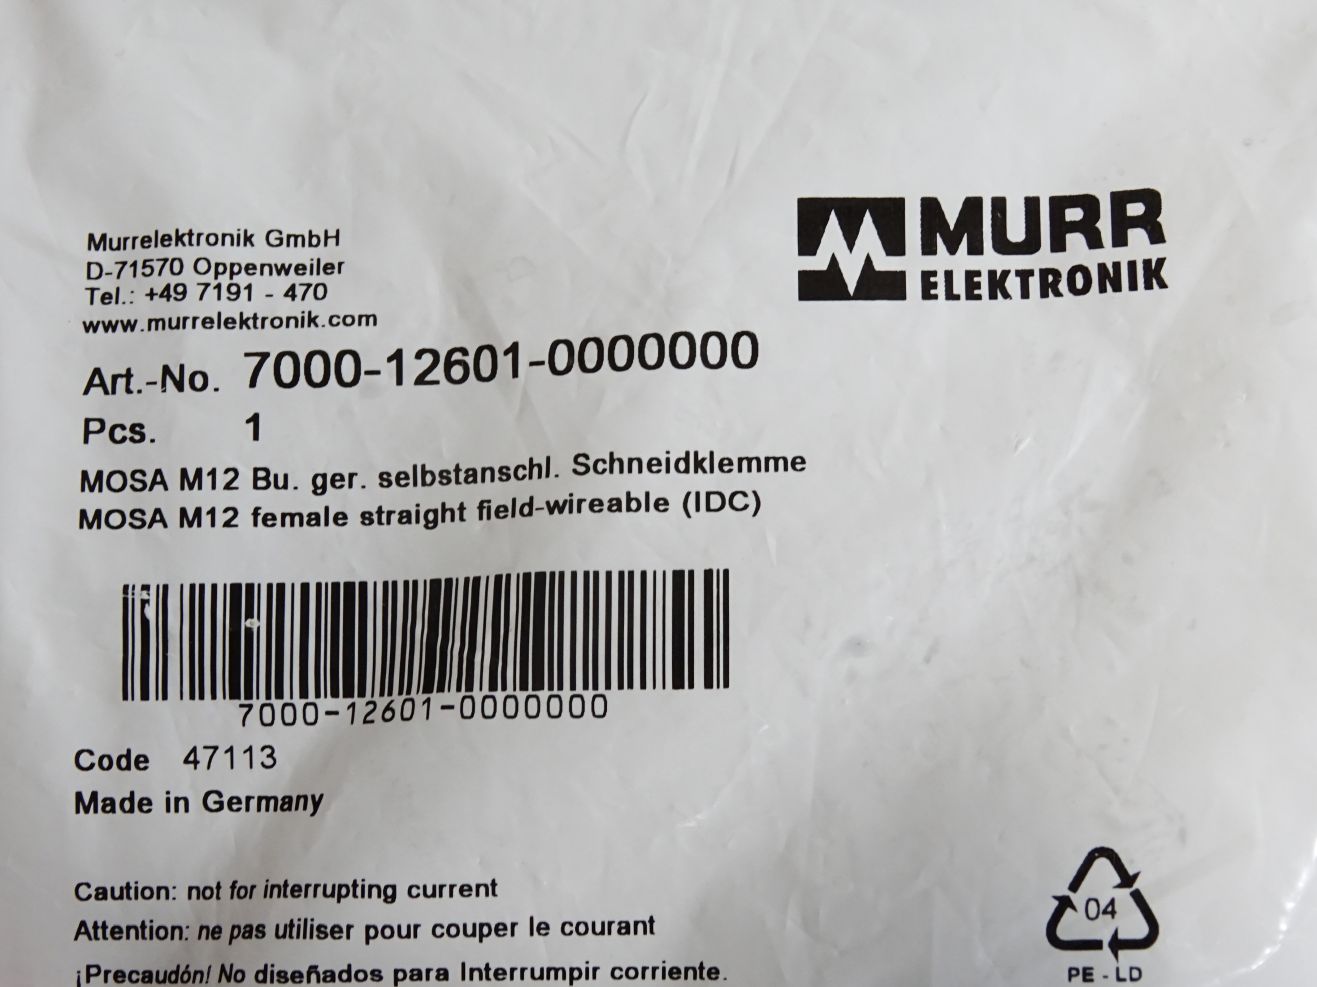 MURR
ELEKTRONIK
Murrelektronik GmbH
D-71570 Oppenweiler
Tel.: +49 7191 - 470
www.murrelektronik.com
Art.-No. 7000-12601-0000000
Pcs. 1
MOSA M12 Bu. ger. selbstanschl. Schneidklemme
MOSA M12 female straight field-wireable (IDC)
7000-12601-0000000
Code 47113
Made in Germany
Caution: not for interrupting current
Attention: ne pas utiliser pour couper le courant
¡Precaudón! No diseñados para Interrumpir corriente.
04
PE - LD